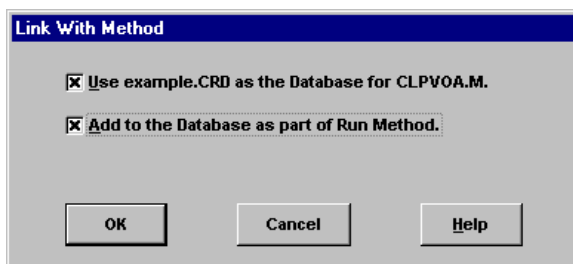 Link With Method
Use example.CRD as the Database for CLPVOA.M.
Add to the Database as part of Run Method.
OK Cancel Help